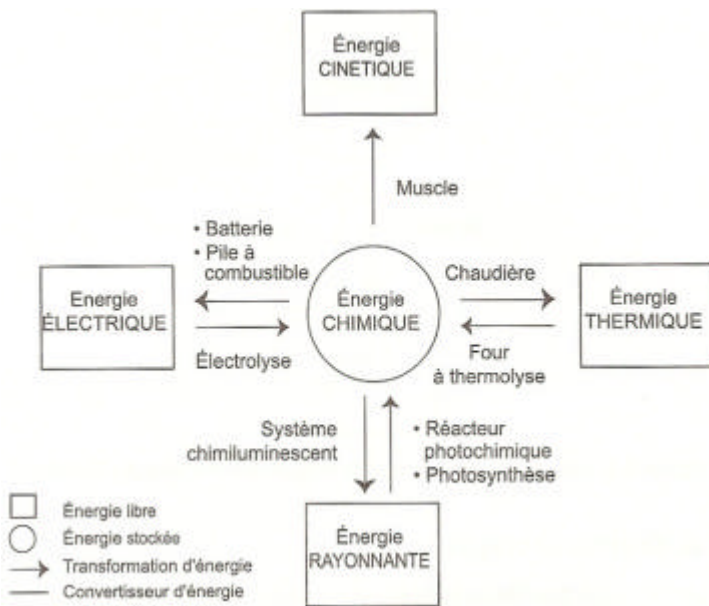 Énergie
CINETIQUE
Muscle
• Batterie
• Pile à
combustible
Energie
ÉLECTRIQUE
Électrolyse
Énergie
CHIMIQUE
Chaudière
Four
à thermolyse
Énergie
THERMIQUE
Système
chimiluminescent
• Réacteur
photochimique
• Photosynthèse
Énergie
RAYONNANTE
Énergie libre
Énergie stockée
Transformation d'énergie
Convertisseur d'énergie